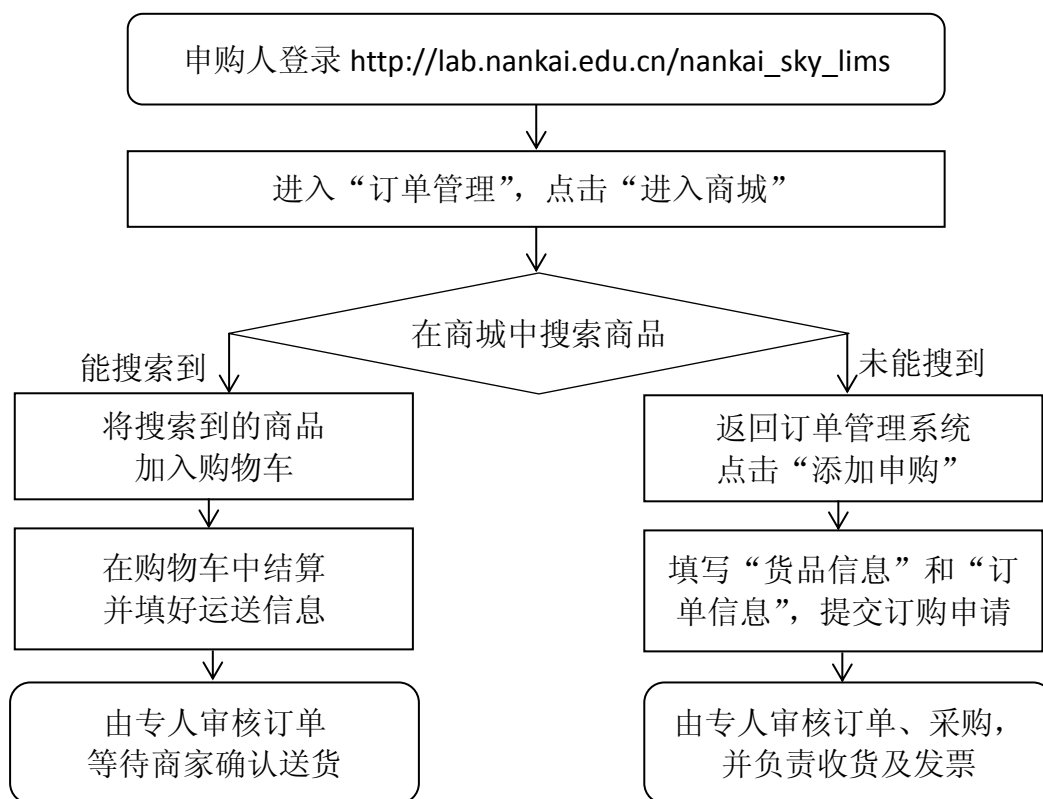 申购人登录 http://lab.nankai.edu.cn/nankai_sky_lims
进入“订单管理”，点击“进入商城”
在商城中搜索商品
能搜索到
未能搜到
将搜索到的商品
加入购物车
返回订单管理系统
点击“添加申购”
在购物车中结算
并填好运送信息
填写“货品信息”和“订
单信息”，提交订购申请
由专人审核订单
等待商家确认送货
由专人审核订单、采购，
并负责收货及发票